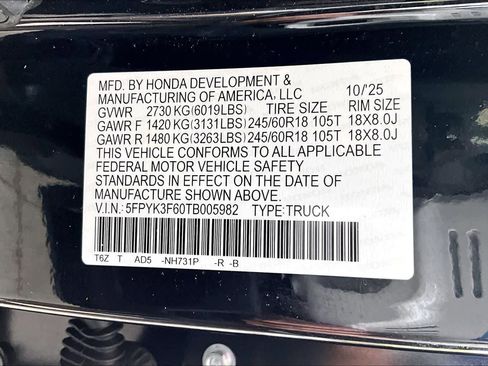 MFD. BY HONDA DEVELOPMENT &
MANUFACTURING OF AMERICA, LLC 10/'25
GVWR 2730 KG(6019LBS) TIRE SIZE RIM SIZE
GAWR F 1420 KG(3131LBS) 245/60R18 105T 18X8.0J
GAWR R 1480 KG(3263LBS) 245/60R18 105T 18X8.0J
THIS VEHICLE CONFORMS TO ALL APPLICABLE
FEDERAL MOTOR VEHICLE SAFETY
STANDARDS IN EFFECT ON THE DATE OF
MANUFACTURE SHOWN ABOVE.
V.I.N.: 5FPYK3F60TB005982 TYPE:TRUCK
T6Z T AD5 -NH731P -R -B